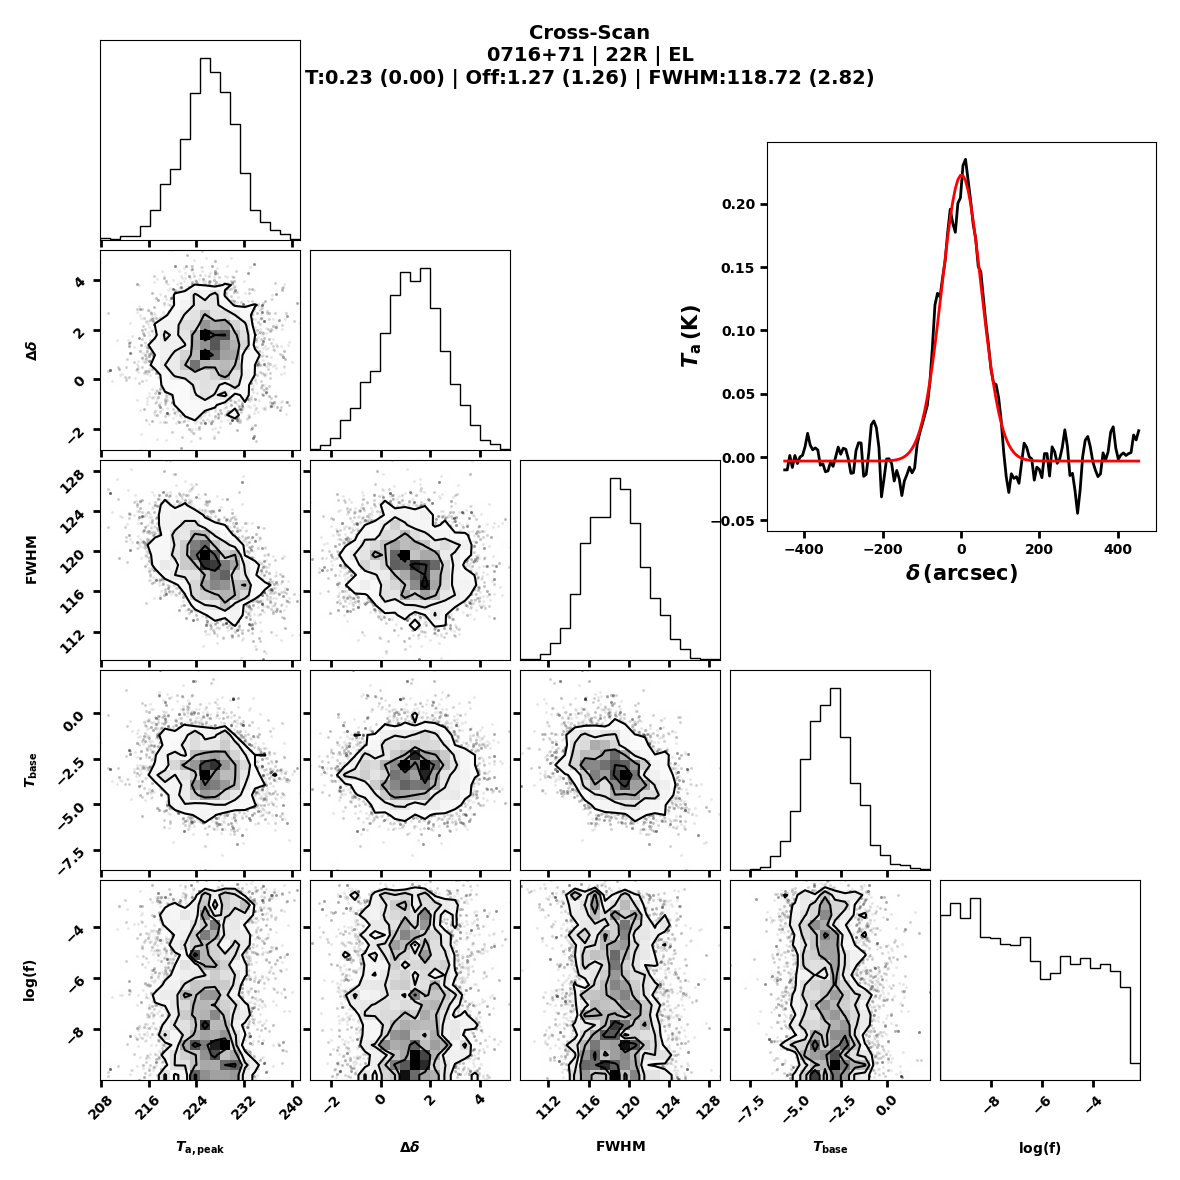 Cross-Scan
0716+71 | 22R | EL
T:0.23 (0.00) | Off:1.27 (1.26) | FWHM:118.72 (2.82)
0.20
0.15
0.10
0.05
0.00
−0.05
T_a (K)
−400 −200 0 200 400
δ (arcsec)
4
2
0
−2
Δδ
128
124
120
116
112
FWHM
0.0
−2.5
−5.0
−7.5
T_base
−4
−6
−8
log(f)
208 216 224 232 240
−2 0 2 4
112 116 120 124 128
−7.5 −5.0 −2.5 0.0
−8 −6 −4
T_a,peak
Δδ
FWHM
T_base
log(f)